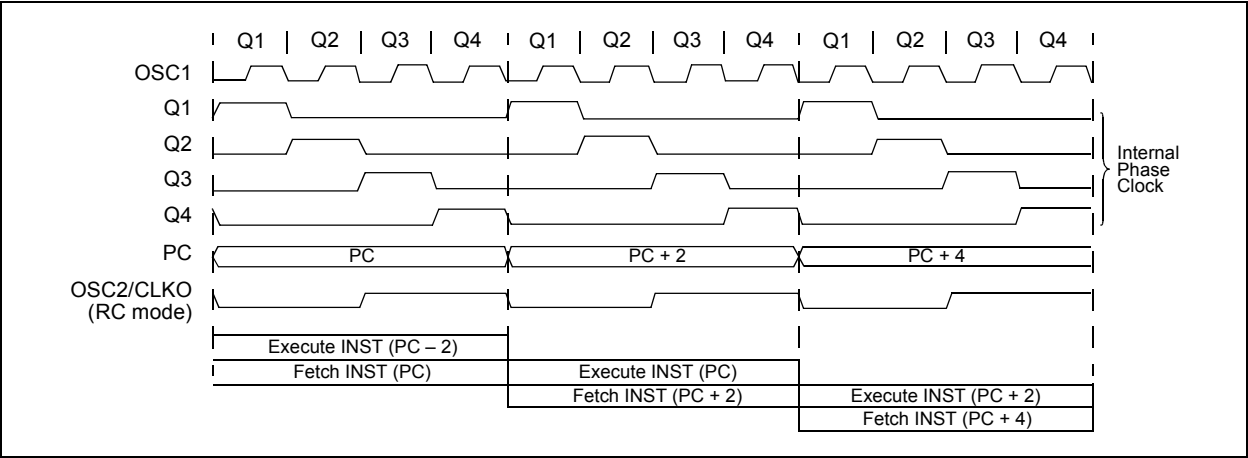 Q1 Q2 Q3 Q4 Q1 Q2 Q3 Q4 Q1 Q2 Q3 Q4
OSC1
Q1
Q2
Q3
Q4
Internal
Phase
Clock
PC PC PC + 2 PC + 4
OSC2/CLKO
(RC mode)
Execute INST (PC – 2)
Fetch INST (PC) Execute INST (PC)
Fetch INST (PC + 2) Execute INST (PC + 2)
Fetch INST (PC + 4)